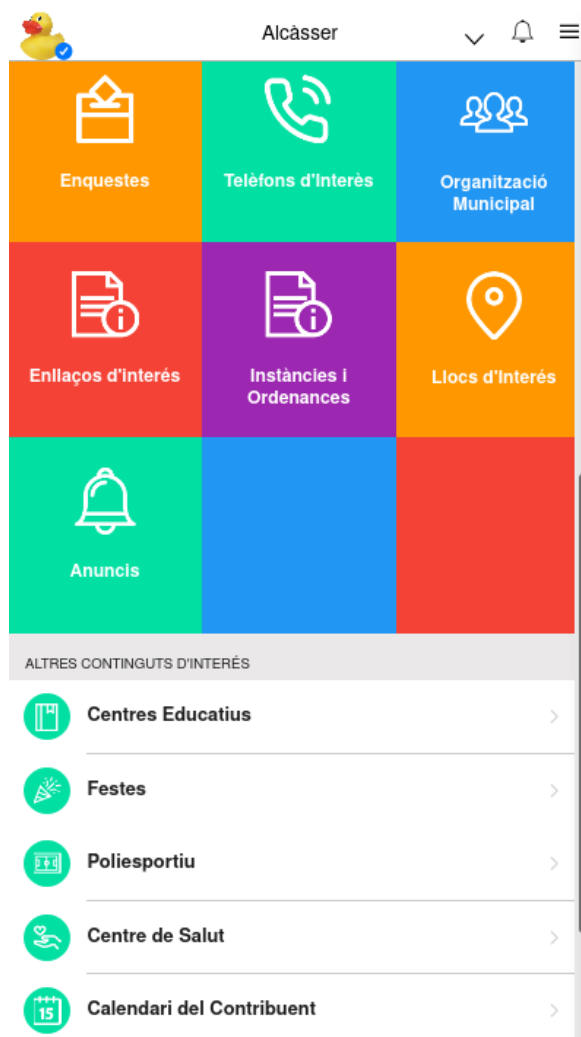 Alcàsser
Enquestes
Telèfons d'Interès
Organització
Municipal
Enllaços d'interés
Instàncies i
Ordenances
Llocs d'Interés
Anuncis
ALTRES CONTINGUTS D'INTERÉS
Centres Educatius
Festes
Poliesportiu
Centre de Salut
15
Calendari del Contribuent